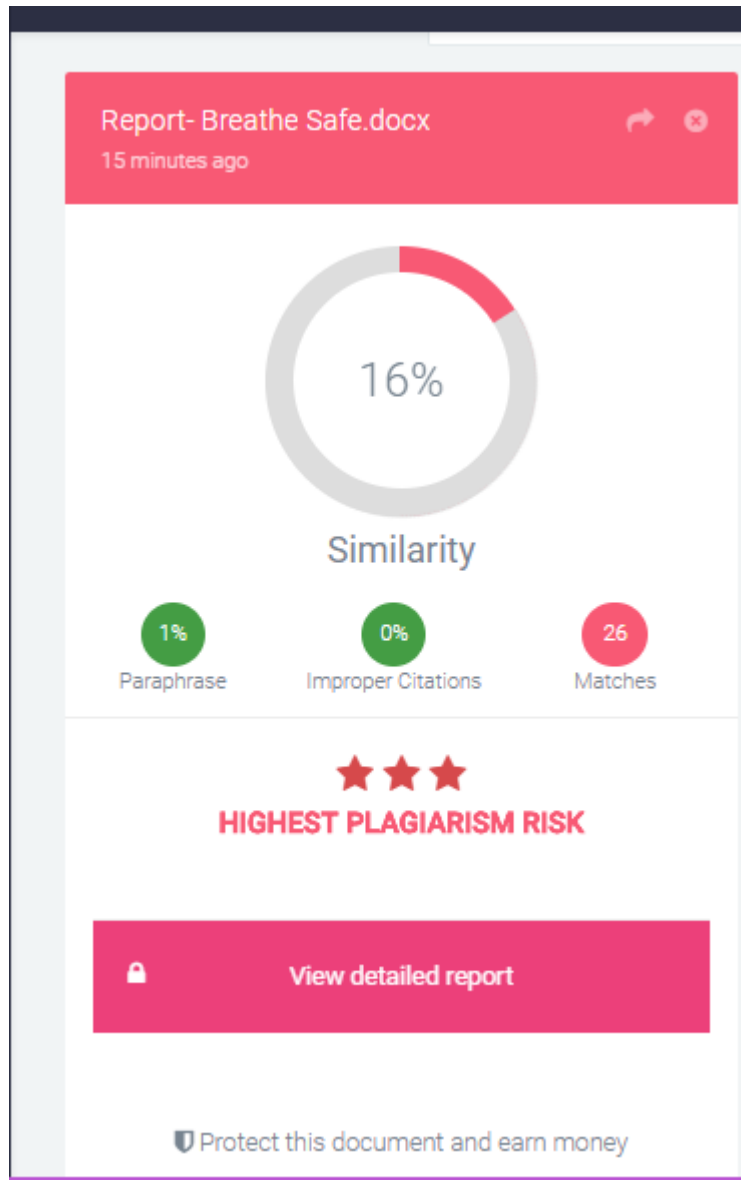 Report- Breathe Safe.docx
15 minutes ago
16%
Similarity
1% 0% 26
Paraphrase Improper Citations Matches
HIGHEST PLAGIARISM RISK
View detailed report
Protect this document and earn money